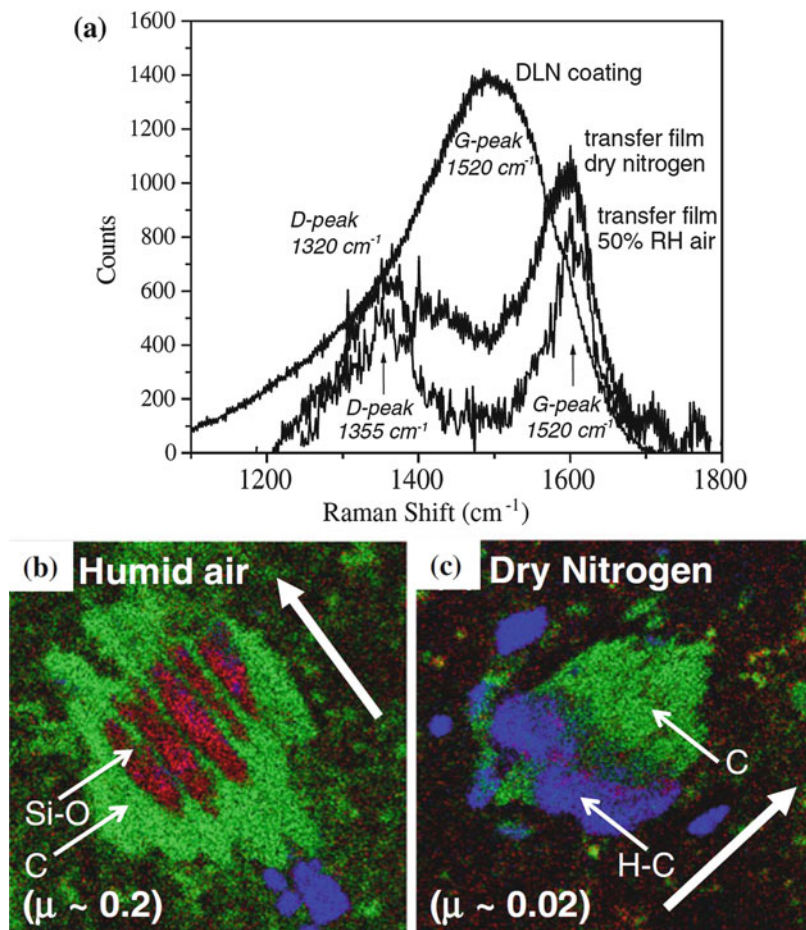 (a)
1600
1400
1200
1000
800
600
400
200
0
Counts
DLN coating
G-peak
1520 cm⁻¹
transfer film
dry nitrogen
D-peak
1320 cm⁻¹
transfer film
50% RH air
D-peak
1355 cm⁻¹
G-peak
1520 cm⁻¹
1200
1400
1600
1800
Raman Shift (cm⁻¹)
(b) Humid air
Si-O
C
(μ ~ 0.2)
(c) Dry Nitrogen
C
H-C
(μ ~ 0.02)